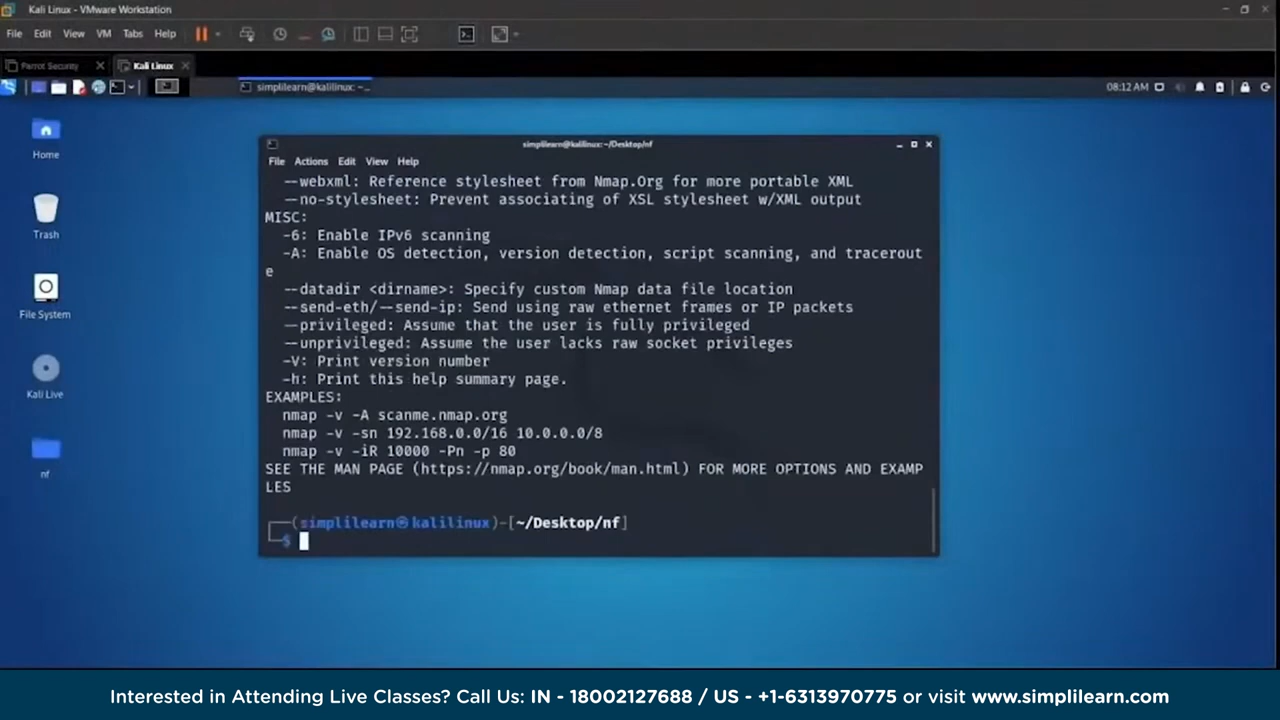 Kali Linux - VMware Workstation
File Edit View VM Tabs Help
Parrot Security Kali Linux
simplilearn@kalilinux: ~... 08:12 AM
Home
Trash
File System
Kali Live
nf
simplilearn@kalilinux: ~/Desktop/nf
File Actions Edit View Help
--webxml: Reference stylesheet from Nmap.Org for more portable XML
--no-stylesheet: Prevent associating of XSL stylesheet w/XML output
MISC:
-6: Enable IPv6 scanning
-A: Enable OS detection, version detection, script scanning, and tracerout
e
--datadir <dirname>: Specify custom Nmap data file location
--send-eth/--send-ip: Send using raw ethernet frames or IP packets
--privileged: Assume that the user is fully privileged
--unprivileged: Assume the user lacks raw socket privileges
-V: Print version number
-h: Print this help summary page.
EXAMPLES:
nmap -v -A scanme.nmap.org
nmap -v -sn 192.168.0.0/16 10.0.0.0/8
nmap -v -iR 10000 -Pn -p 80
SEE THE MAN PAGE (https://nmap.org/book/man.html) FOR MORE OPTIONS AND EXAMP
LES
(simplilearn㉿kalilinux)-[~/Desktop/nf]
$
Interested in Attending Live Classes? Call Us: IN - 18002127688 / US - +1-6313970775 or visit www.simplilearn.com